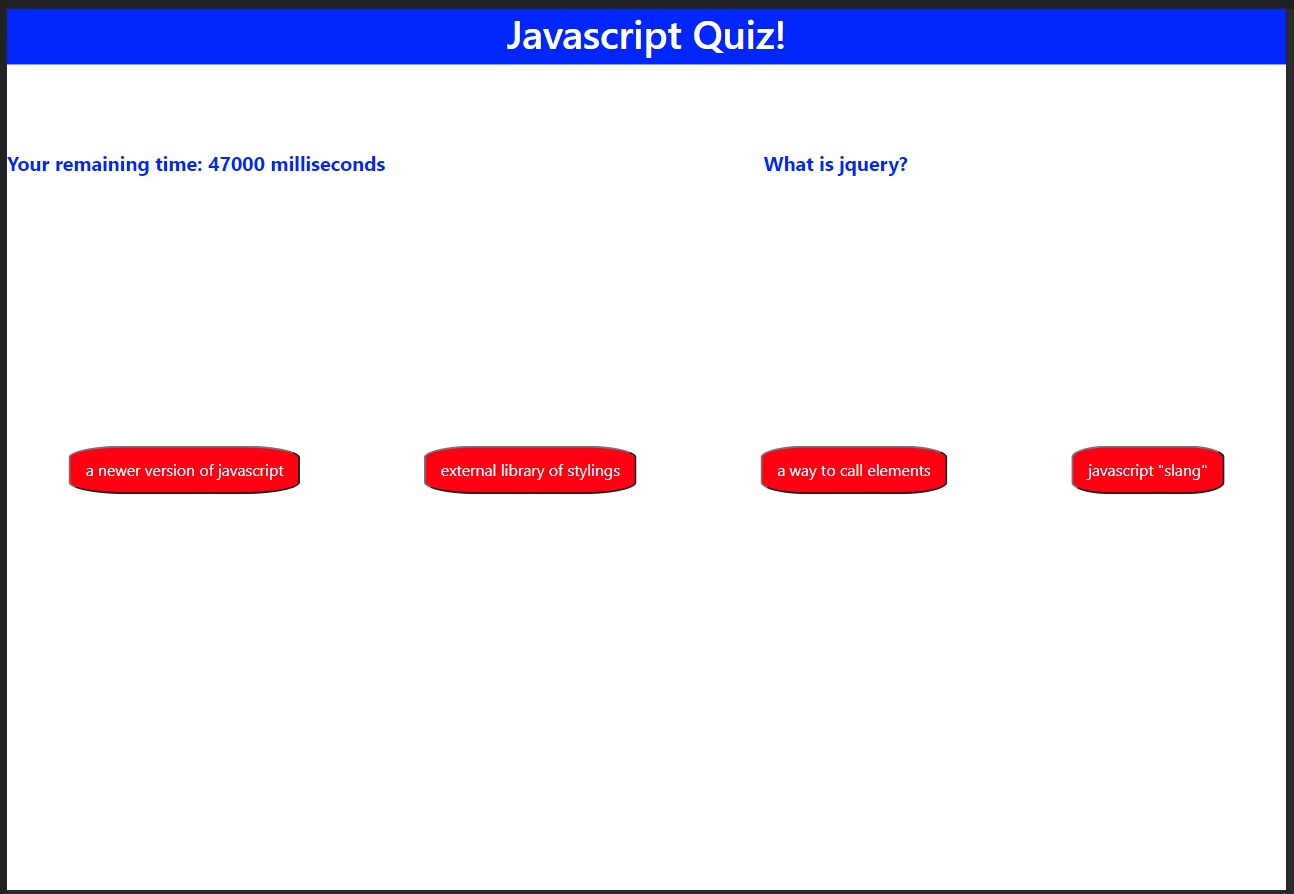 Javascript Quiz!
Your remaining time: 47000 milliseconds
What is jquery?
a newer version of javascript
external library of stylings
a way to call elements
javascript "slang"